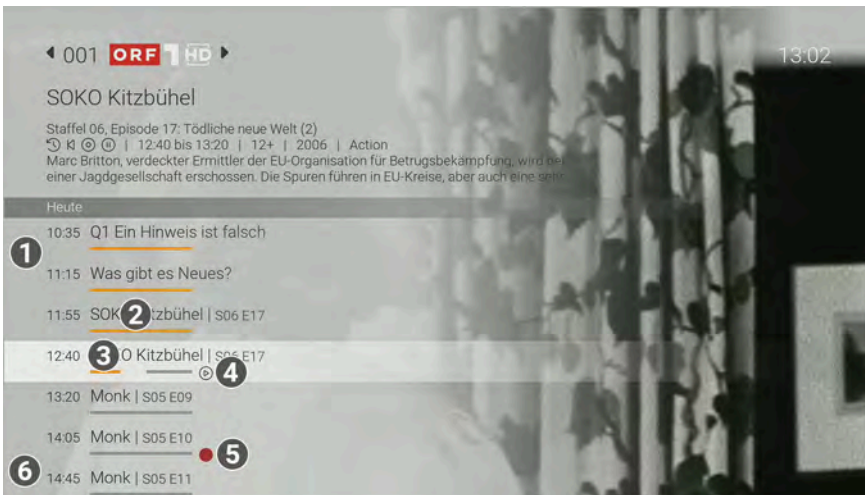 001 ORF 1 HD
13:02
SOKO Kitzbühel
Staffel 06, Episode 17: Tödliche neue Welt (2)
| 12:40 bis 13:20 | 12+ | 2006 | Action
Marc Britton, verdeckter Ermittler der EU-Organisation für Betrugsbekämpfung, wird bei
einer Jagdgesellschaft erschossen. Die Spuren führen in EU-Kreise, aber auch eine sehr...
Heute
10:35 Q1 Ein Hinweis ist falsch
1
11:15 Was gibt es Neues?
11:55 SOK 2 tzbühel | S06 E17
12:40 3 O Kitzbühel | S06 E17
4
13:20 Monk | S05 E09
14:05 Monk | S05 E10
5
6 14:45 Monk | S05 E11